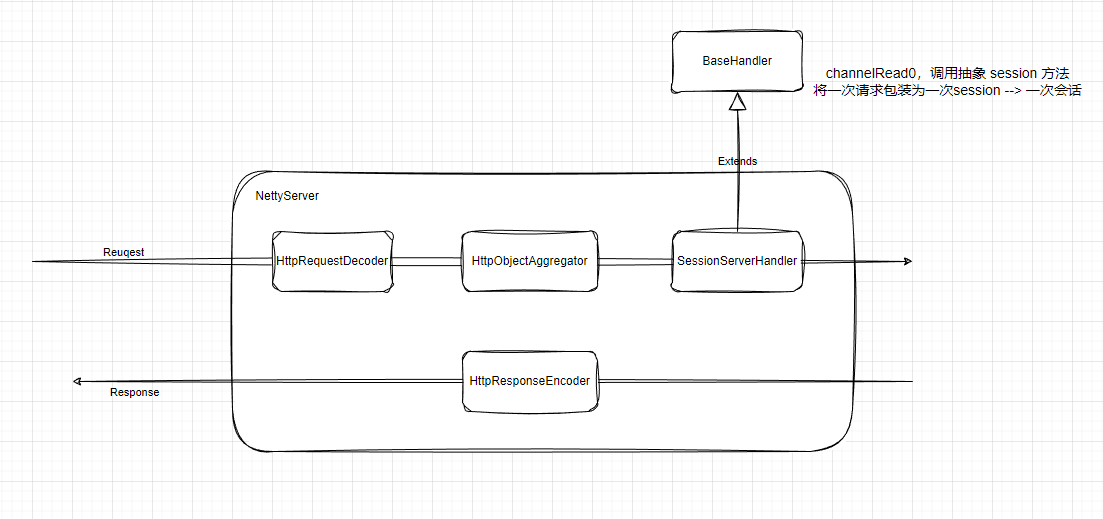 BaseHandler
channelRead0，调用抽象 session 方法
将一次请求包装为一次session --> 一次会话
Extends
NettyServer
Reuqest
HttpRequestDecoder
HttpObjectAggregator
SessionServerHandler
HttpResponseEncoder
Response